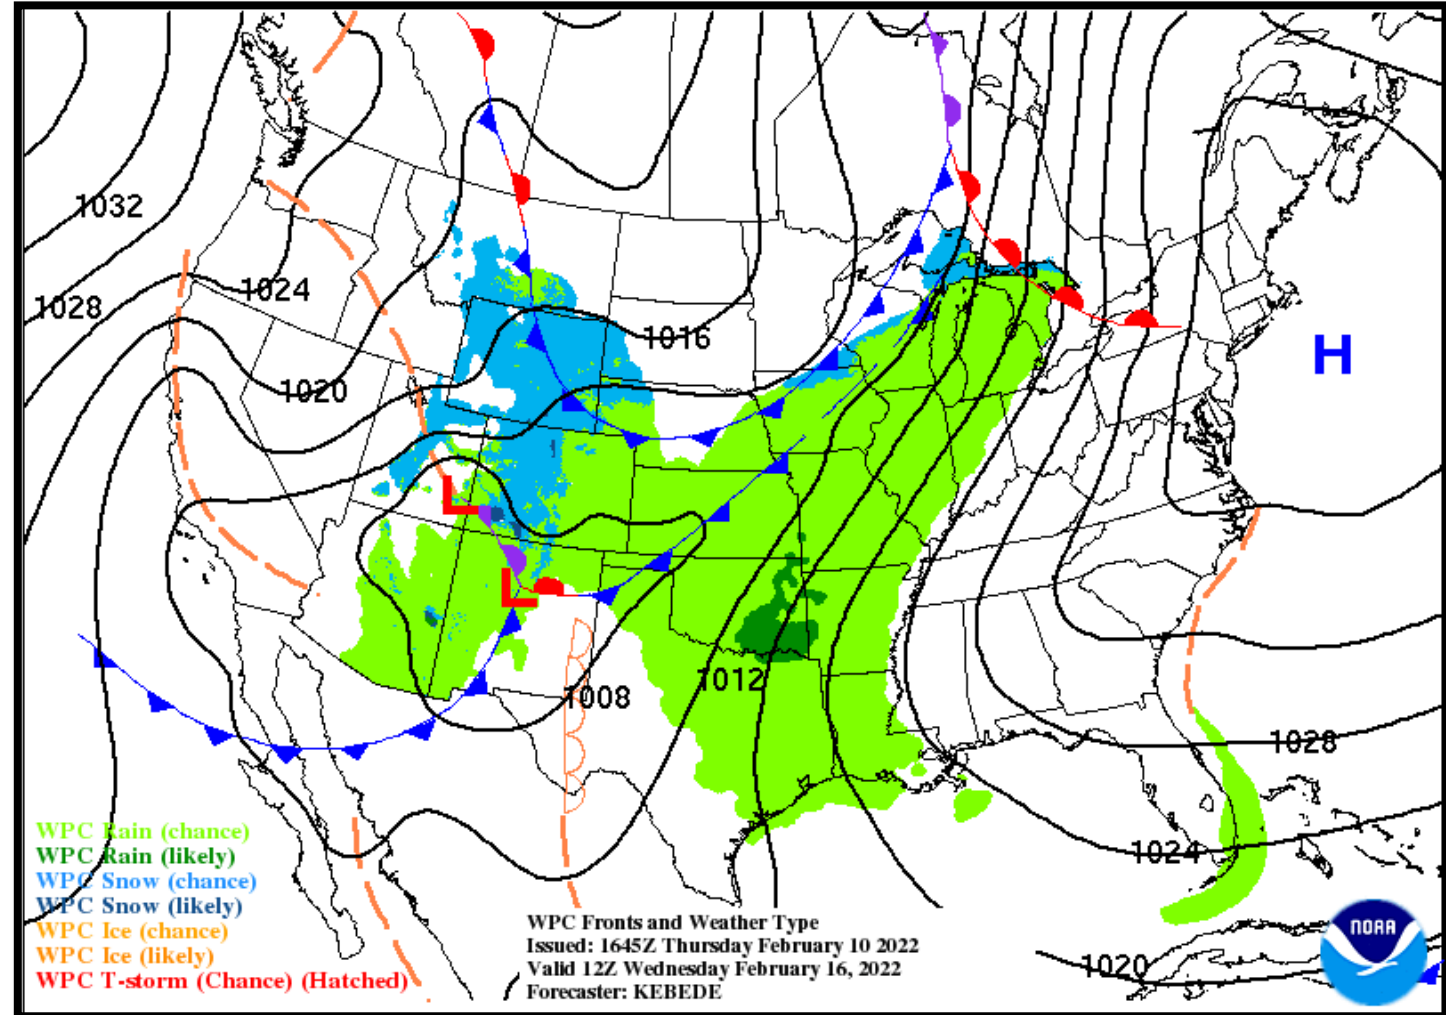 1032
1028
1024
1020
1016
H
L
L
1008
1012
1028
1024
1020
WPC Rain (chance)
WPC Rain (likely)
WPC Snow (chance)
WPC Snow (likely)
WPC Ice (chance)
WPC Ice (likely)
WPC T-storm (Chance) (Hatched)
WPC Fronts and Weather Type
Issued: 1645Z Thursday February 10 2022
Valid 12Z Wednesday February 16, 2022
Forecaster: KEBEDE
NOAA